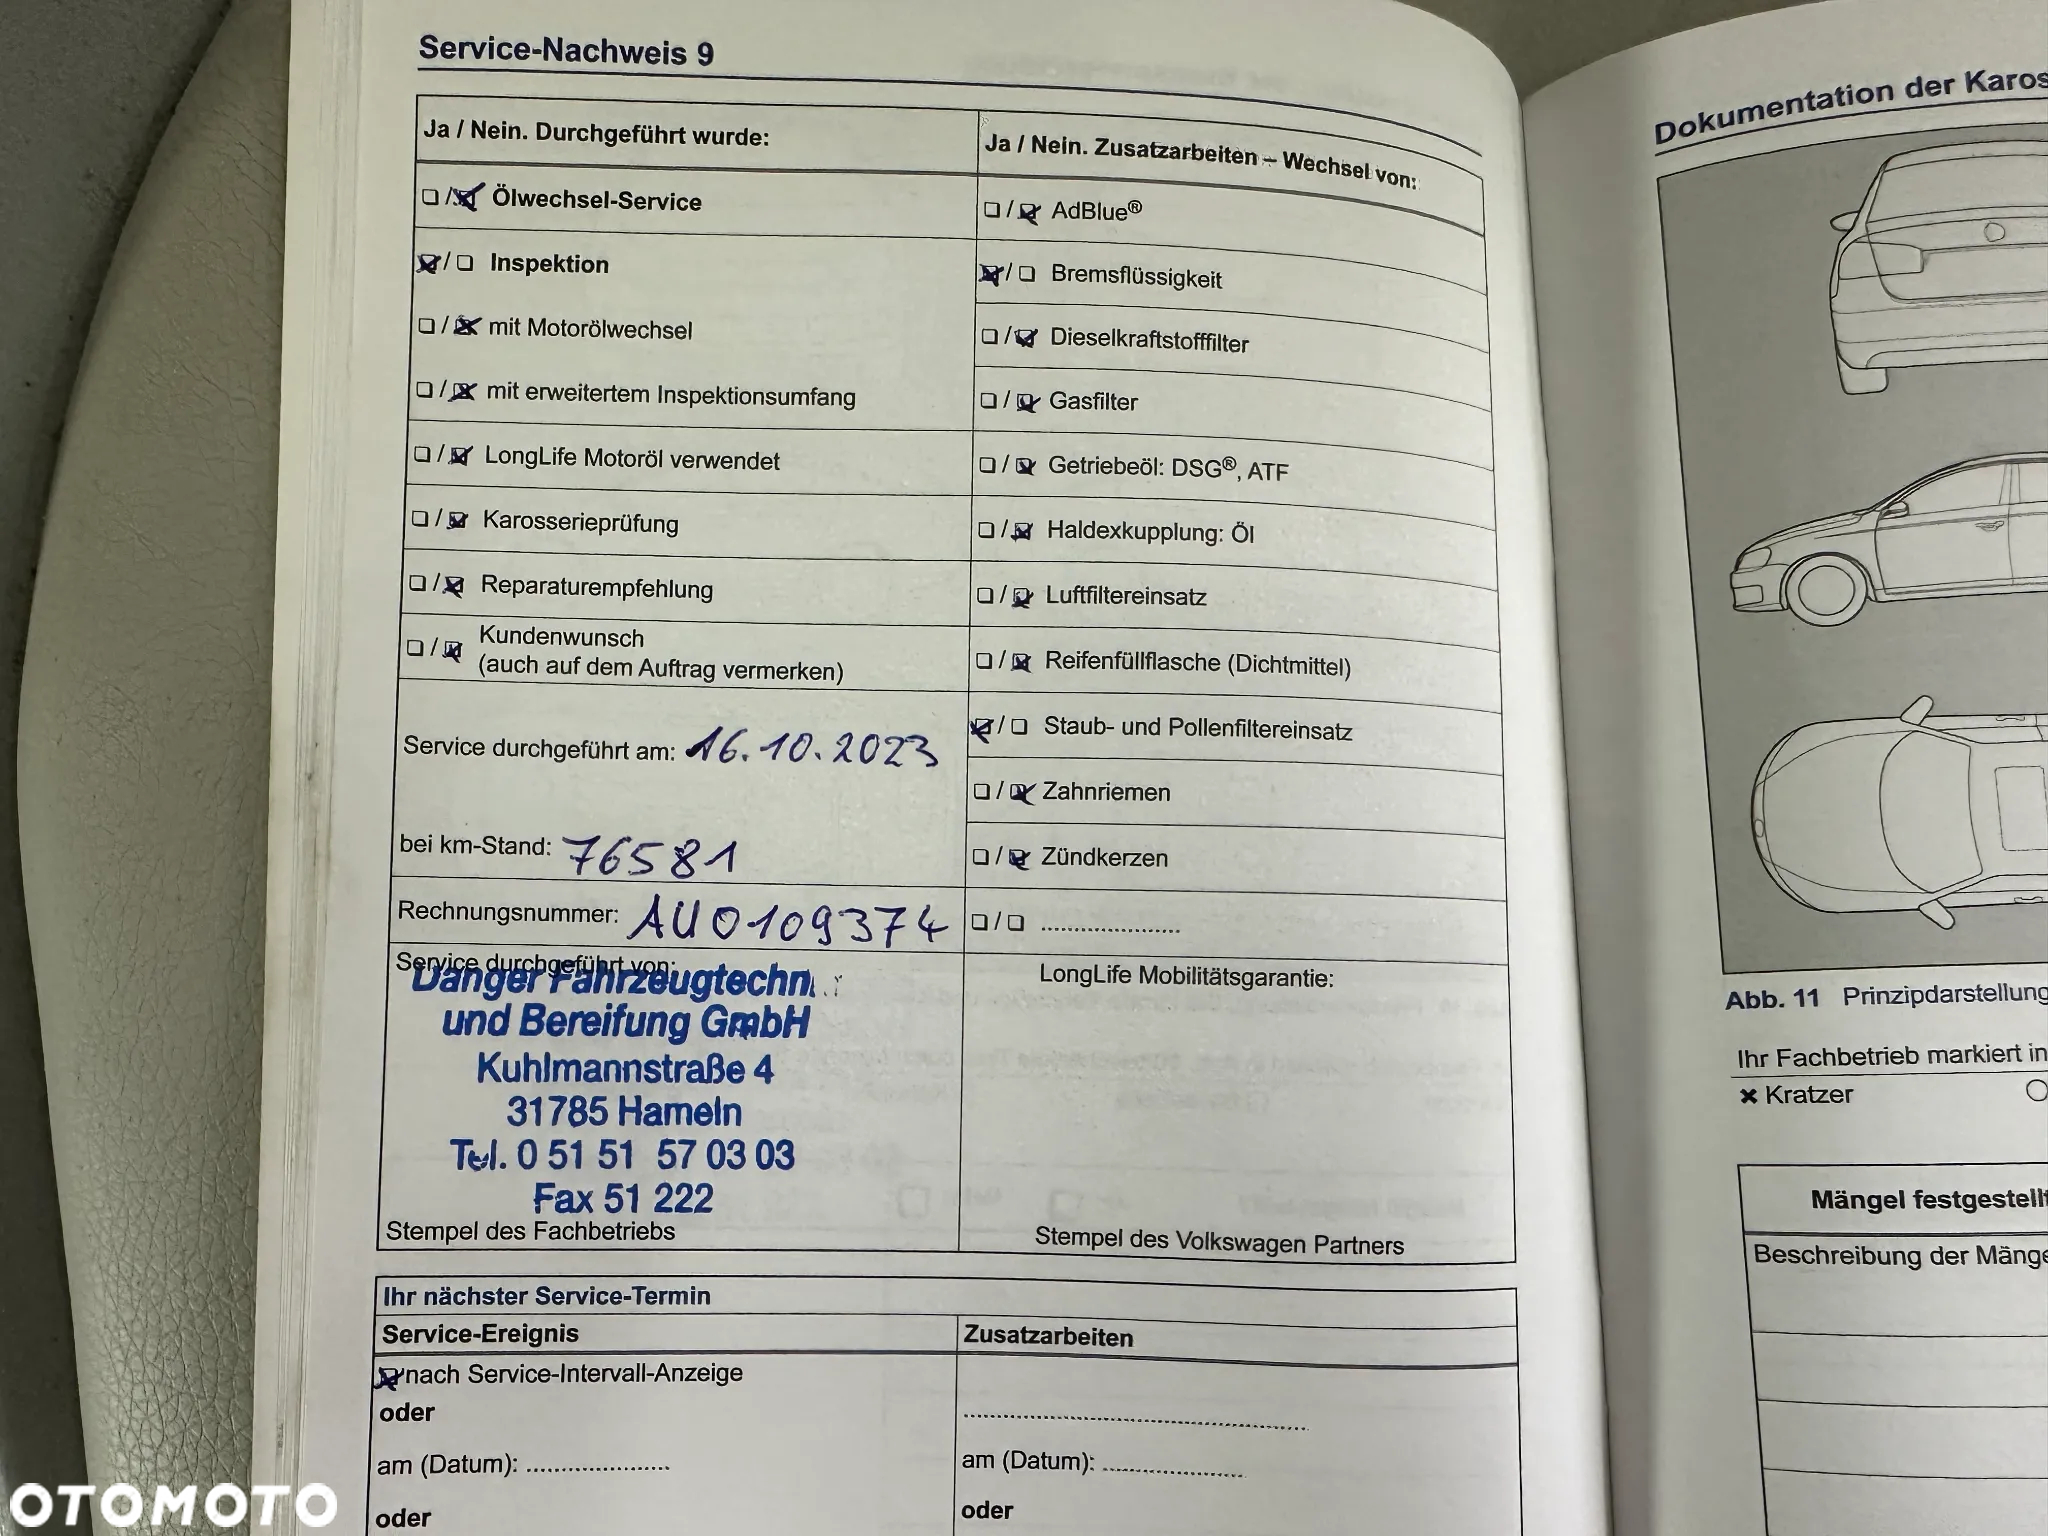 Service-Nachweis 9
Ja / Nein. Durchgeführt wurde:
Ölwechsel-Service
Inspektion
mit Motorölwechsel
mit erweitertem Inspektionsumfang
LongLife Motoröl verwendet
Karosserieprüfung
Reparaturempfehlung
Kundenwunsch
(auch auf dem Auftrag vermerken)
Service durchgeführt am: 16.10.2023
bei km-Stand: 76581
Rechnungsnummer: AU0109374
Service durchgeführt von:
Danger Fahrzeugtechn
und Bereifung GmbH
Kuhlmannstraße 4
31785 Hameln
Tel. 0 51 51 57 03 03
Fax 51 222
Stempel des Fachbetriebs
Ja / Nein. Zusatzarbeiten – Wechsel von:
AdBlue®
Bremsflüssigkeit
Dieselkraftstofffilter
Gasfilter
Getriebeöl: DSG®, ATF
Haldexkupplung: Öl
Luftfiltereinsatz
Reifenfüllflasche (Dichtmittel)
Staub- und Pollenfiltereinsatz
Zahnriemen
Zündkerzen
LongLife Mobilitätsgarantie:
Stempel des Volkswagen Partners
Ihr nächster Service-Termin
Service-Ereignis
nach Service-Intervall-Anzeige
oder
am (Datum):
oder
Zusatzarbeiten
am (Datum):
oder
Dokumentation der Karos
Abb. 11 Prinzipdarstellung
Ihr Fachbetrieb markiert in
Kratzer
Mängel festgestellt
Beschreibung der Mänge
OTOMOTO